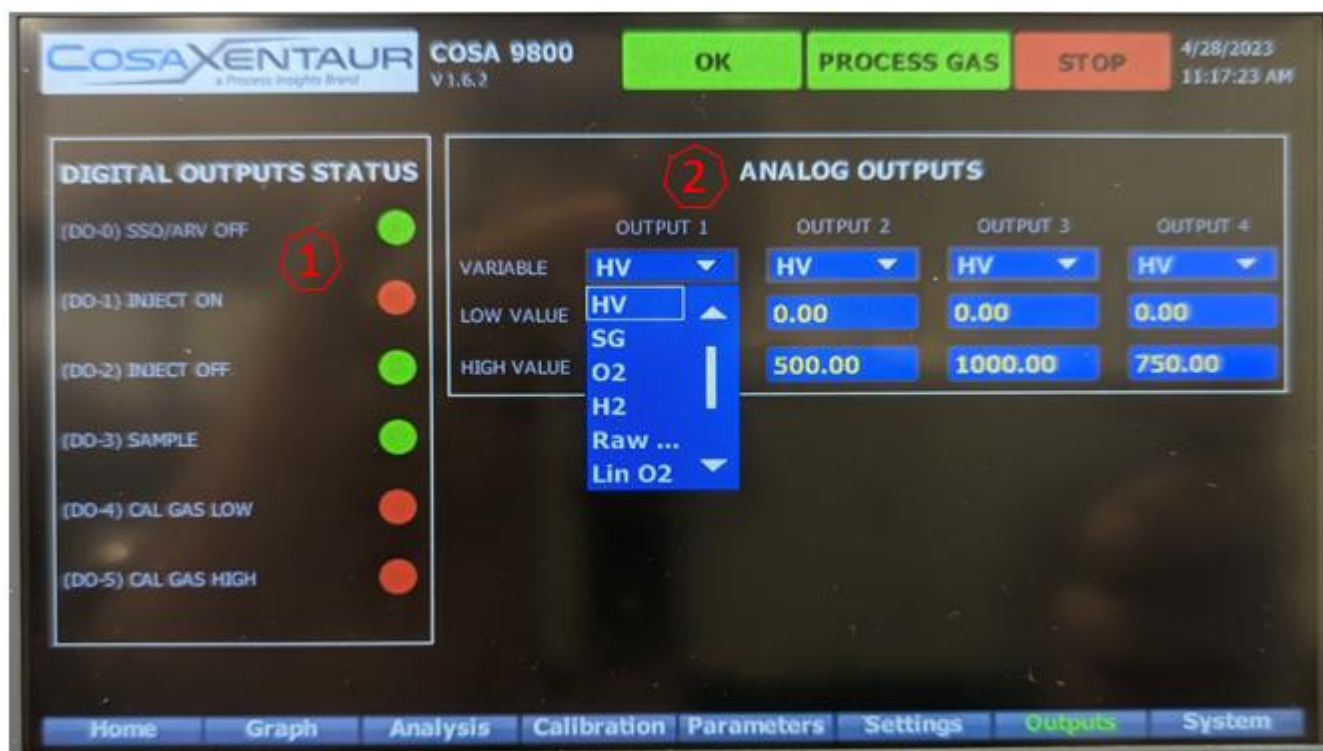 COSAXENTAUR
a Process Insights Brand
COSA 9800
V 1.6.2
OK
PROCESS GAS
STOP
4/28/2023
11:17:23 AM
DIGITAL OUTPUTS STATUS
(DO-0) SSO/ARV OFF
(DO-1) INJECT ON
(DO-2) INJECT OFF
(DO-3) SAMPLE
(DO-4) CAL GAS LOW
(DO-5) CAL GAS HIGH
1
2
ANALOG OUTPUTS
OUTPUT 1 OUTPUT 2 OUTPUT 3 OUTPUT 4
VARIABLE HV HV HV HV
LOW VALUE 0.00 0.00 0.00
HIGH VALUE 500.00 1000.00 750.00
HV
SG
O2
H2
Raw ...
Lin O2
Home Graph Analysis Calibration Parameters Settings Outputs System